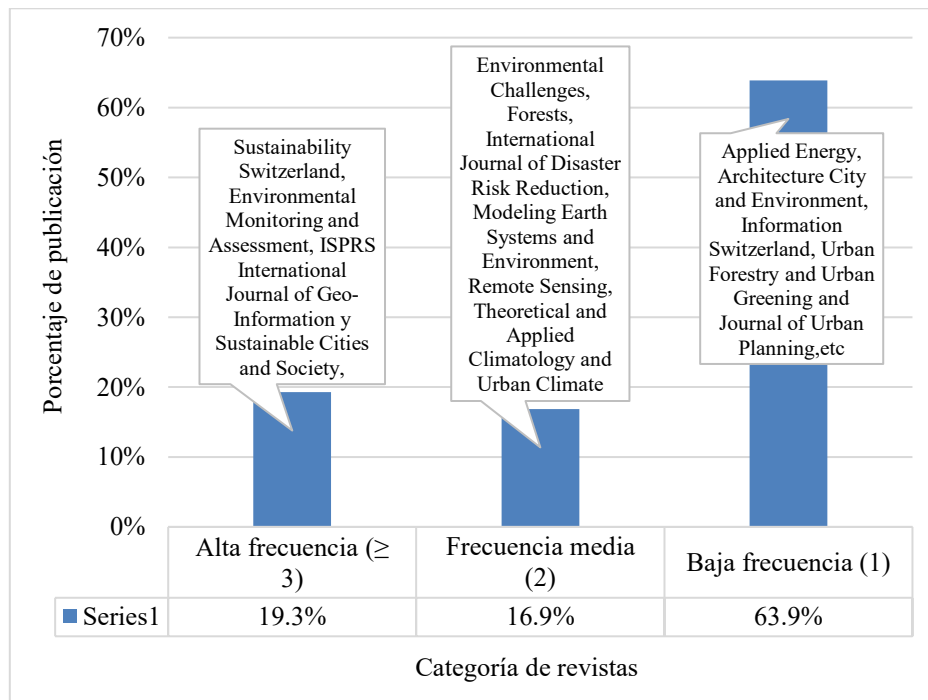 70%
60%
50%
40%
30%
20%
10%
0%
Porcentaje de publicación
Sustainability
Switzerland,
Environmental
Monitoring and
Assessment, ISPRS
International
Journal of Geo-
Information y
Sustainable Cities
and Society,
Environmental
Challenges,
Forests,
International
Journal of Disaster
Risk Reduction,
Modeling Earth
Systems and
Environment,
Remote Sensing,
Theoretical and
Applied
Climatology and
Urban Climate
Applied Energy,
Architecture City
and Environment,
Information
Switzerland, Urban
Forestry and Urban
Greening and
Journal of Urban
Planning,etc
Alta frecuencia (≥
3)
Frecuencia media
(2)
Baja frecuencia (1)
Series1 19.3% 16.9% 63.9%
Categoría de revistas